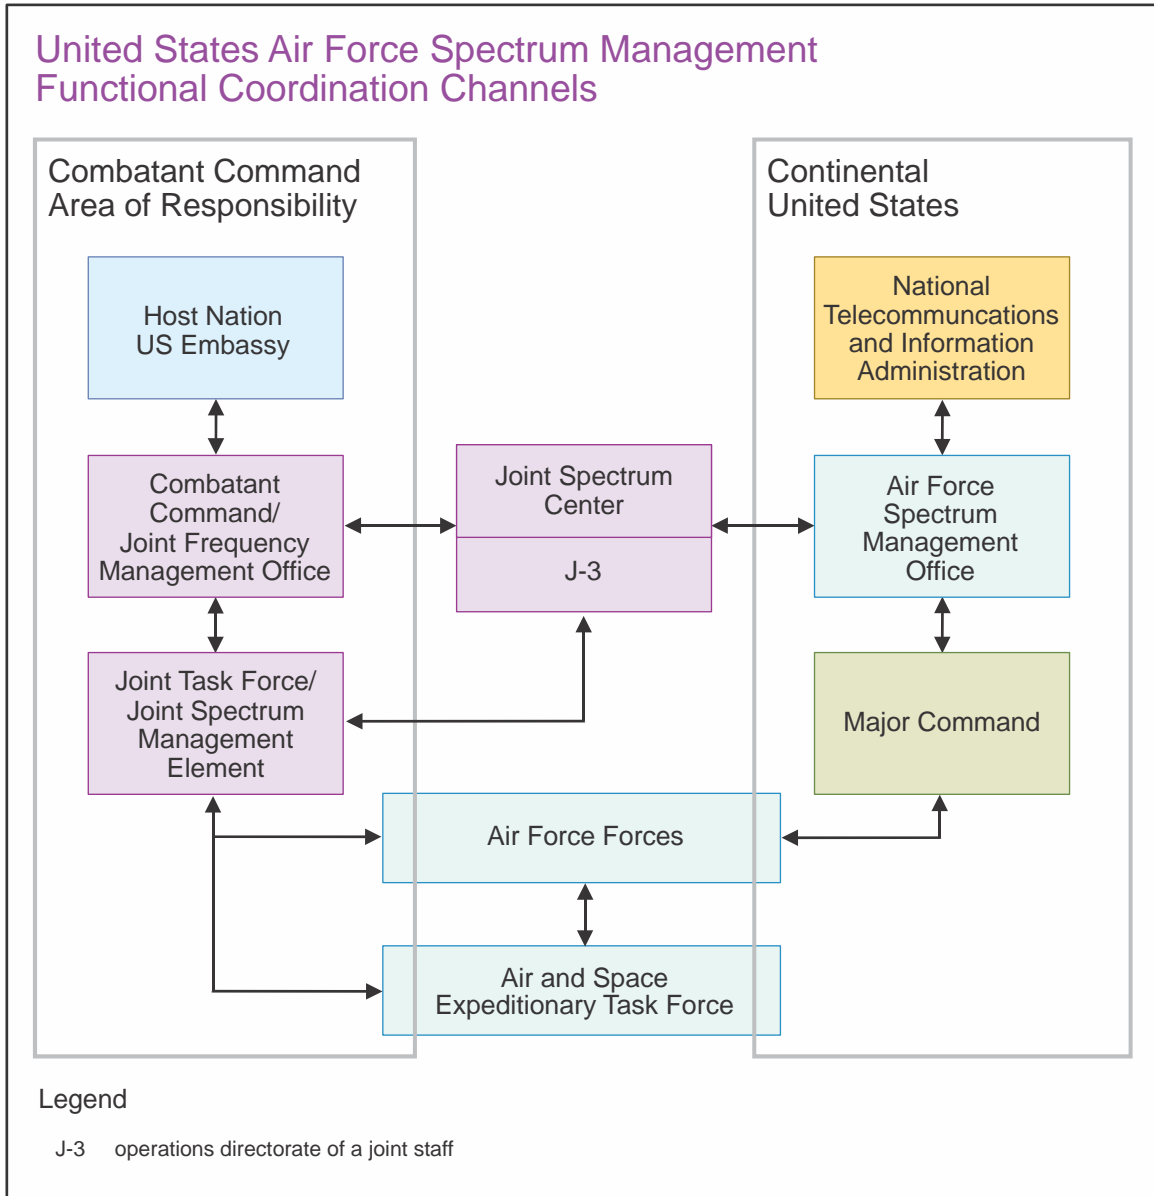 United States Air Force Spectrum Management
Functional Coordination Channels
Combatant Command
Area of Responsibility
Continental
United States
Host Nation
US Embassy
National
Telecommuncations
and Information
Administration
Combatant
Command/
Joint Frequency
Management Office
Joint Spectrum
Center
J-3
Air Force
Spectrum
Management
Office
Joint Task Force/
Joint Spectrum
Management
Element
Major Command
Air Force Forces
Air and Space
Expeditionary Task Force
Legend
J-3 operations directorate of a joint staff